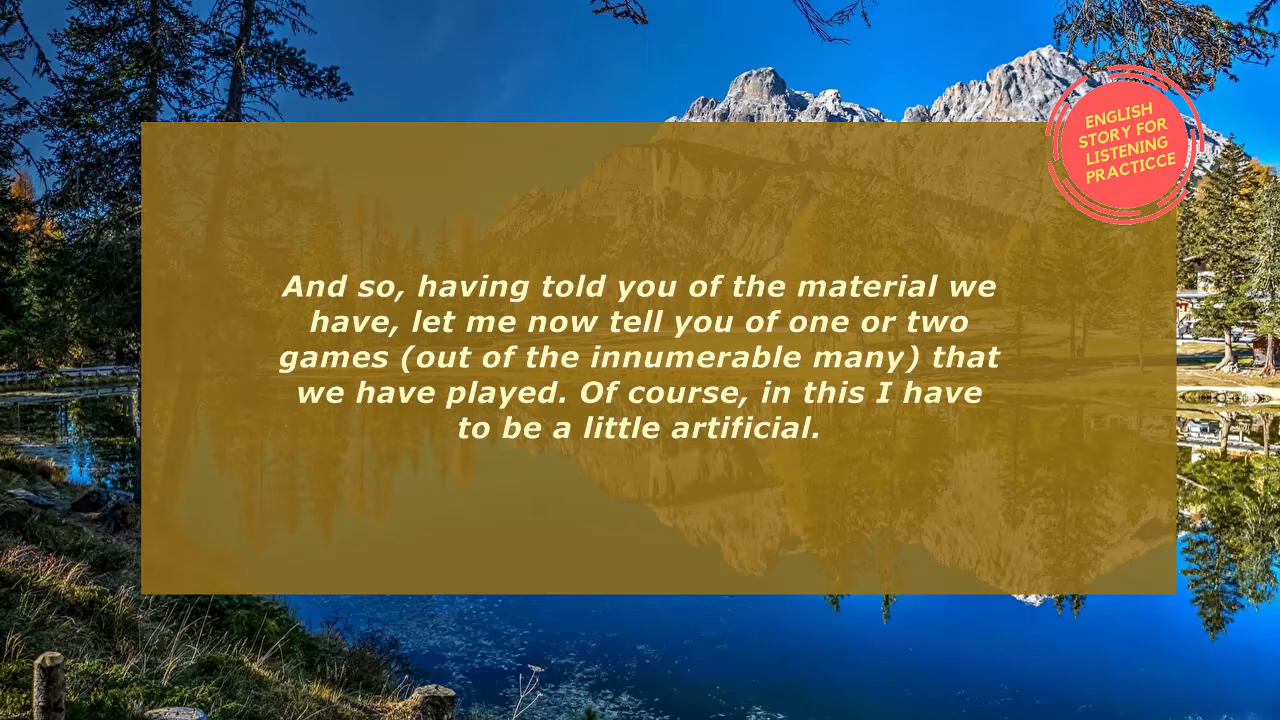 ENGLISH
STORY FOR
LISTENING
PRACTICCE
And so, having told you of the material we
have, let me now tell you of one or two
games (out of the innumerable many) that
we have played. Of course, in this I have
to be a little artificial.